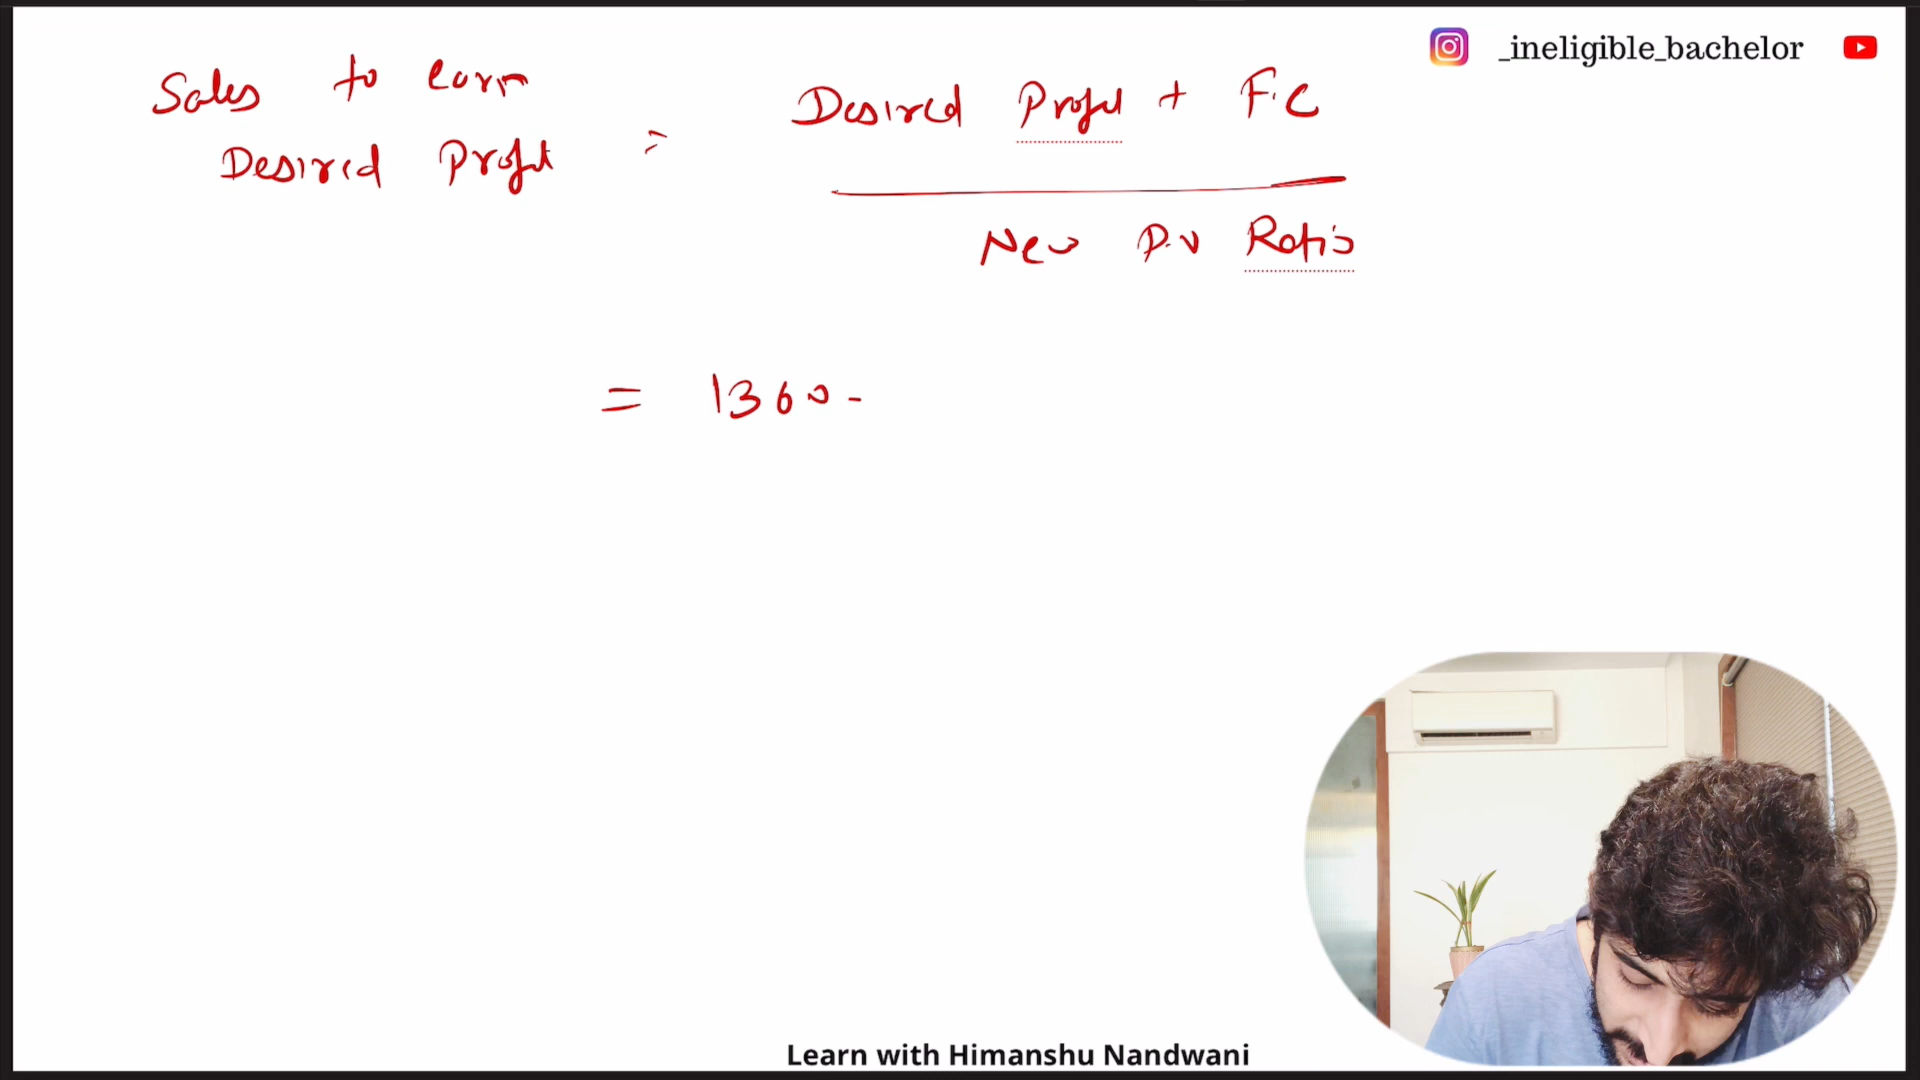 _ineligible_bachelor
Sales to earn
Desired Profit = Desired Profit + F.C
New P.V Ratio
= 1360-
Learn with Himanshu Nandwani